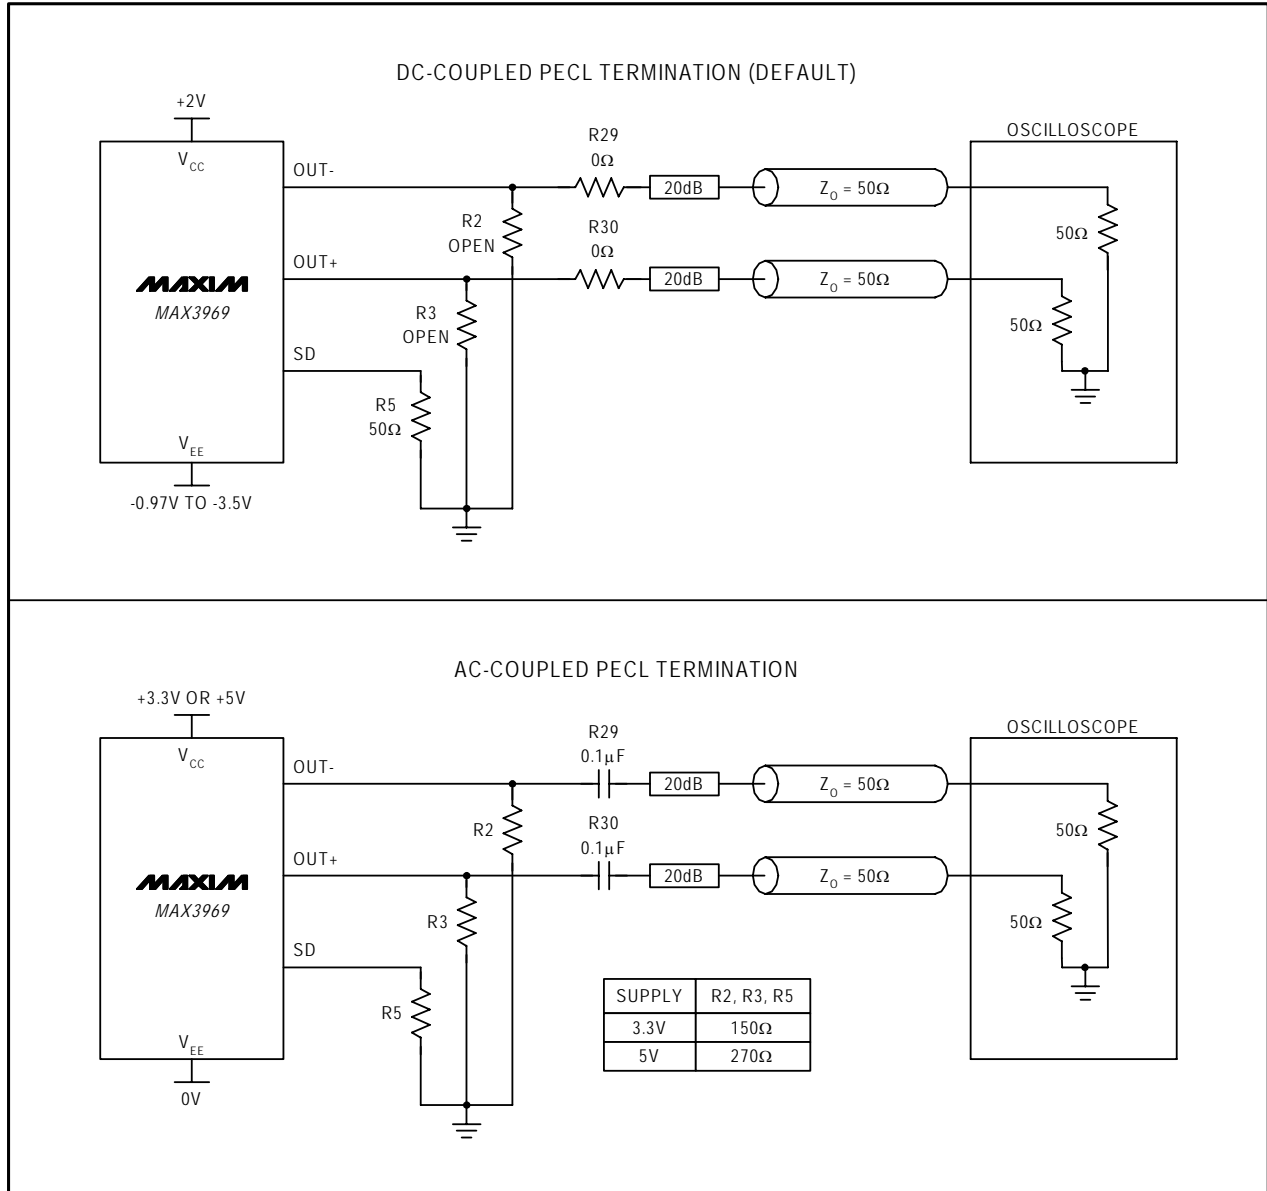 DC-COUPLED PECL TERMINATION (DEFAULT)
+2V
VCC
OUT-
R29
0Ω
20dB
ZO = 50Ω
OSCILLOSCOPE
50Ω
R2
OPEN
OUT+
R30
0Ω
20dB
ZO = 50Ω
50Ω
MAXIM
MAX3969
R3
OPEN
SD
R5
50Ω
VEE
-0.97V TO -3.5V
AC-COUPLED PECL TERMINATION
+3.3V OR +5V
VCC
OUT-
R29
0.1μF
20dB
ZO = 50Ω
OSCILLOSCOPE
50Ω
R2
OUT+
R30
0.1μF
20dB
ZO = 50Ω
50Ω
MAXIM
MAX3969
R3
SD
R5
VEE
0V
SUPPLY R2, R3, R5
3.3V 150Ω
5V 270Ω